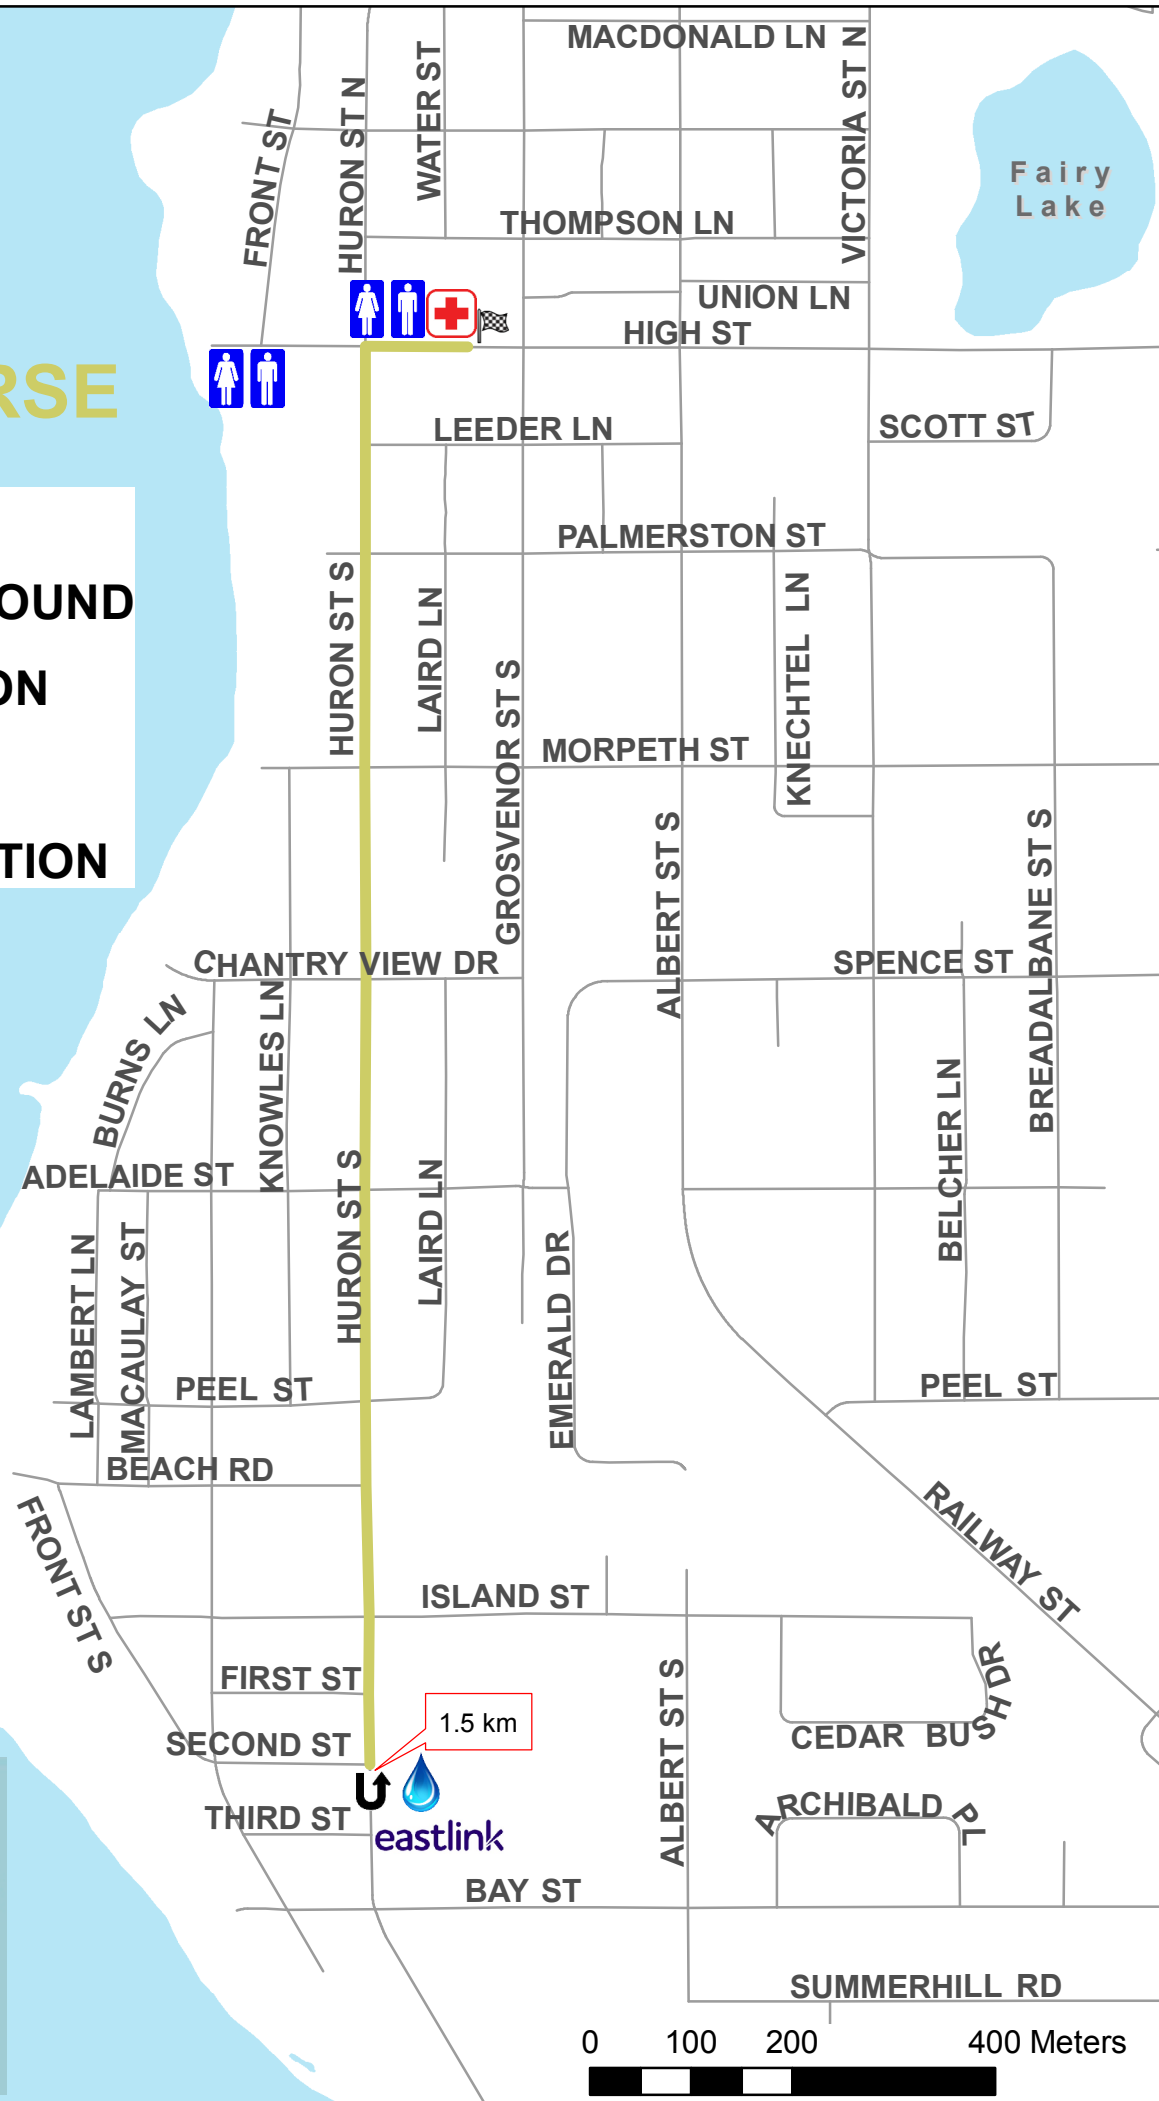 MACDONALD LN
VICTORIA ST N
WATER ST
HURON ST N
FRONT ST
Fairy
Lake
THOMPSON LN
UNION LN
HIGH ST
RSE
LEEDER LN
SCOTT ST
PALMERSTON ST
OUND
HURON ST S
LAIRD LN
KNECHTEL LN
ON
GROSVENOR ST S
MORPETH ST
TION
ALBERT ST S
BREADALBANE ST S
CHANTRY VIEW DR
SPENCE ST
BURNS LN
KNOWLES LN
BELCHER LN
ADELAIDE ST
HURON ST S
LAIRD LN
LAMBERT LN
MACAULAY ST
EMERALD DR
PEEL ST
PEEL ST
BEACH RD
FRONT ST S
RAILWAY ST
ISLAND ST
FIRST ST
CEDAR BUSH DR
1.5 km
SECOND ST
ALBERT ST S
THIRD ST
ARCHIBALD PL
eastlink
BAY ST
SUMMERHILL RD
0 100 200 400 Meters